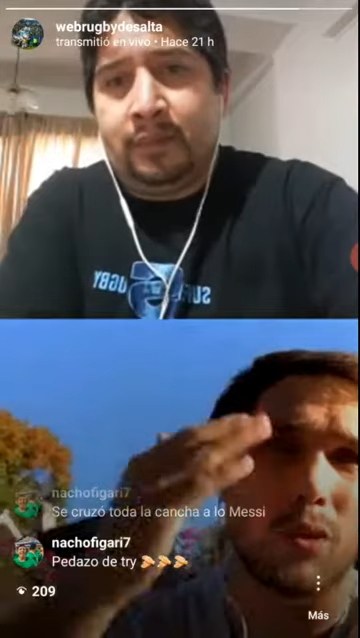 webrugbydesalta
transmitió en vivo • Hace 21 h
nachofigari7
Se cruzó toda la cancha a lo Messi
nachofigari7
Pedazo de try 👏👏👏
209
Más